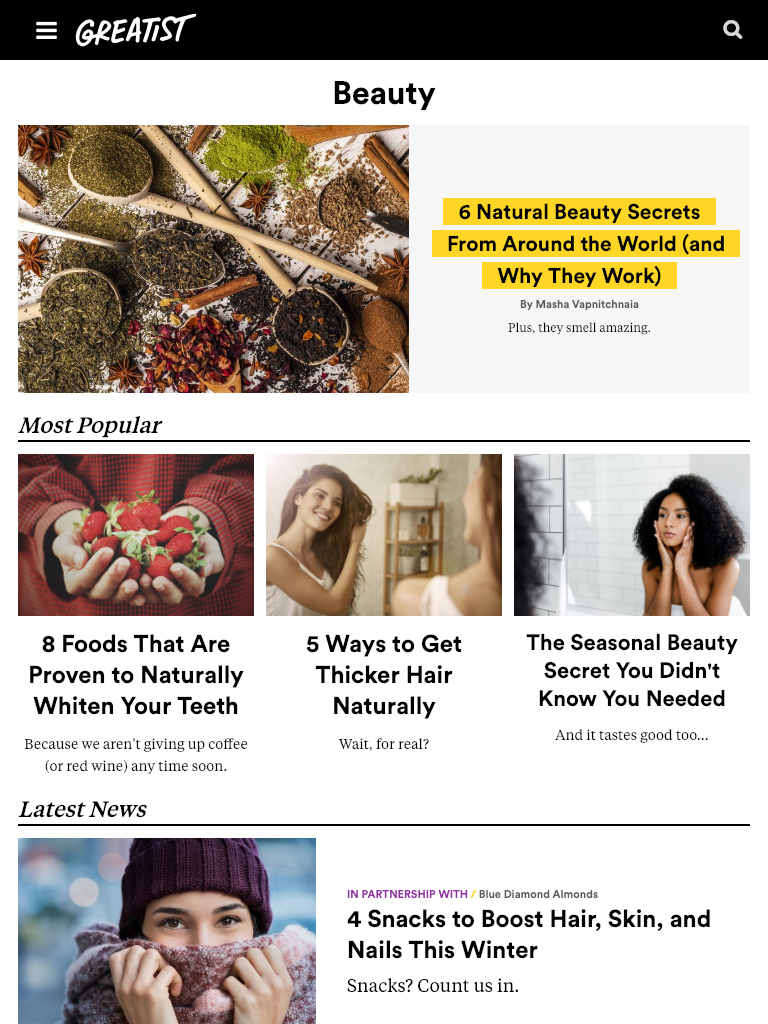 GREATIST
Beauty
6 Natural Beauty Secrets
From Around the World (and
Why They Work)
By Masha Vapnitchnaia
Plus, they smell amazing.
Most Popular
8 Foods That Are
Proven to Naturally
Whiten Your Teeth
Because we aren't giving up coffee
(or red wine) any time soon.
5 Ways to Get
Thicker Hair
Naturally
Wait, for real?
The Seasonal Beauty
Secret You Didn't
Know You Needed
And it tastes good too...
Latest News
IN PARTNERSHIP WITH / Blue Diamond Almonds
4 Snacks to Boost Hair, Skin, and
Nails This Winter
Snacks? Count us in.